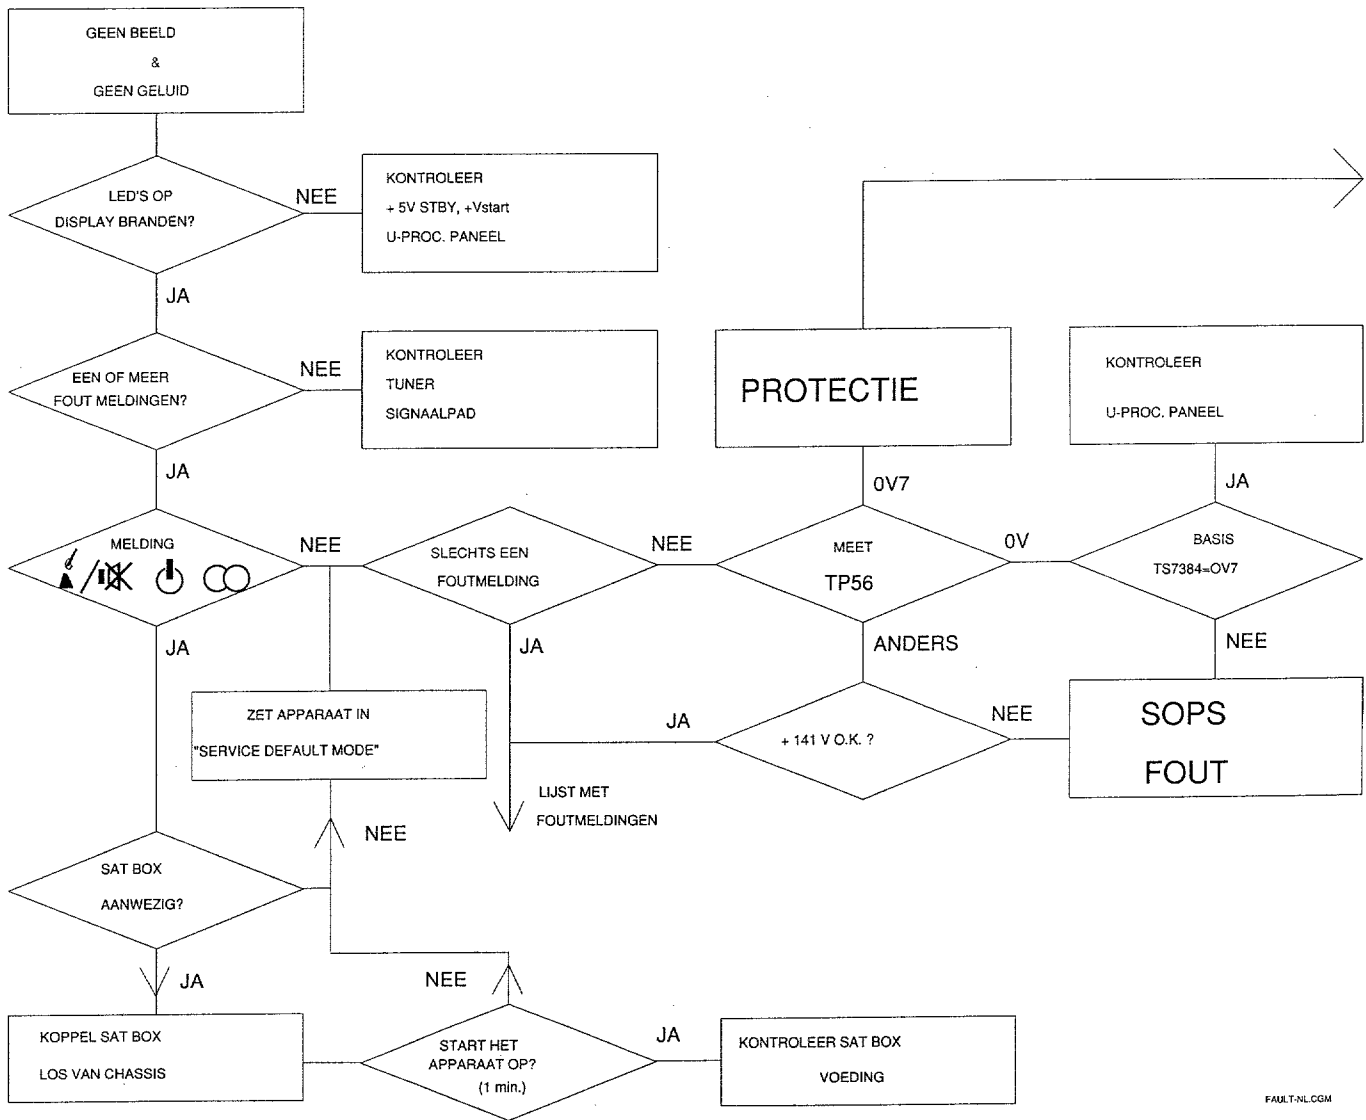 GEEN BEELD
&
GEEN GELUID
LED'S OP
DISPLAY BRANDEN?
NEE
KONTROLEER
+ 5V STBY, +Vstart
U-PROC. PANEEL
JA
EEN OF MEER
FOUT MELDINGEN?
NEE
KONTROLEER
TUNER
SIGNAALPAD
JA
MELDING
NEE
SLECHTS EEN
FOUTMELDING
NEE
MEET
TP56
0V7
PROTECTIE
0V
BASIS
TS7384=OV7
JA
KONTROLEER
U-PROC. PANEEL
NEE
SOPS
FOUT
ANDERS
+ 141 V O.K. ?
NEE
JA
JA
LIJST MET
FOUTMELDINGEN
JA
ZET APPARAAT IN
"SERVICE DEFAULT MODE"
NEE
SAT BOX
AANWEZIG?
JA
KOPPEL SAT BOX
LOS VAN CHASSIS
NEE
START HET
APPARAAT OP?
(1 min.)
JA
KONTROLEER SAT BOX
VOEDING
FAULT-NL.CGM